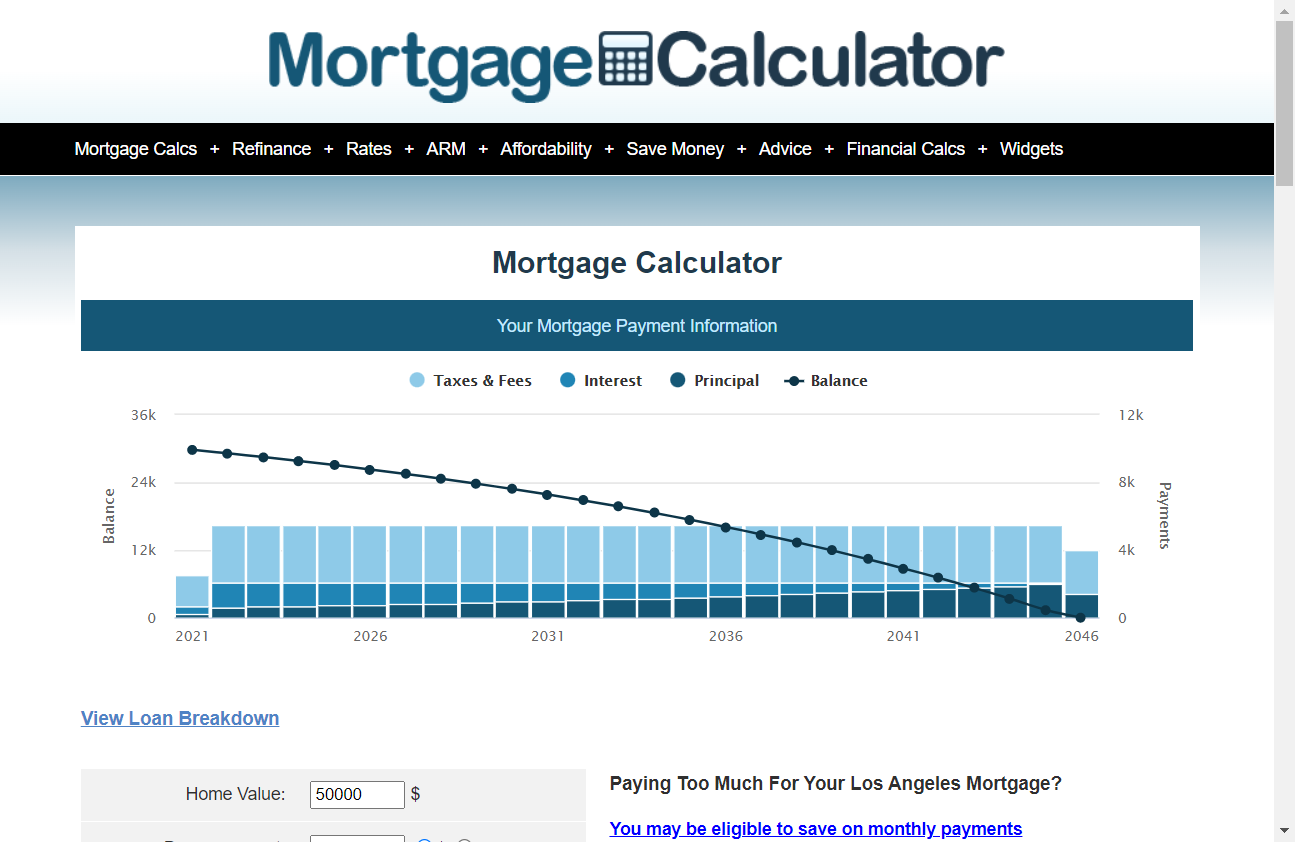 Mortgage Calculator
Mortgage Calcs + Refinance + Rates + ARM + Affordability + Save Money + Advice + Financial Calcs + Widgets
Mortgage Calculator
Your Mortgage Payment Information
Taxes & Fees Interest Principal Balance
36k 12k
24k 8k
Balance Payments
12k 4k
0 0
2021 2026 2031 2036 2041 2046
View Loan Breakdown
Home Value: 50000 $
Paying Too Much For Your Los Angeles Mortgage?
You may be eligible to save on monthly payments